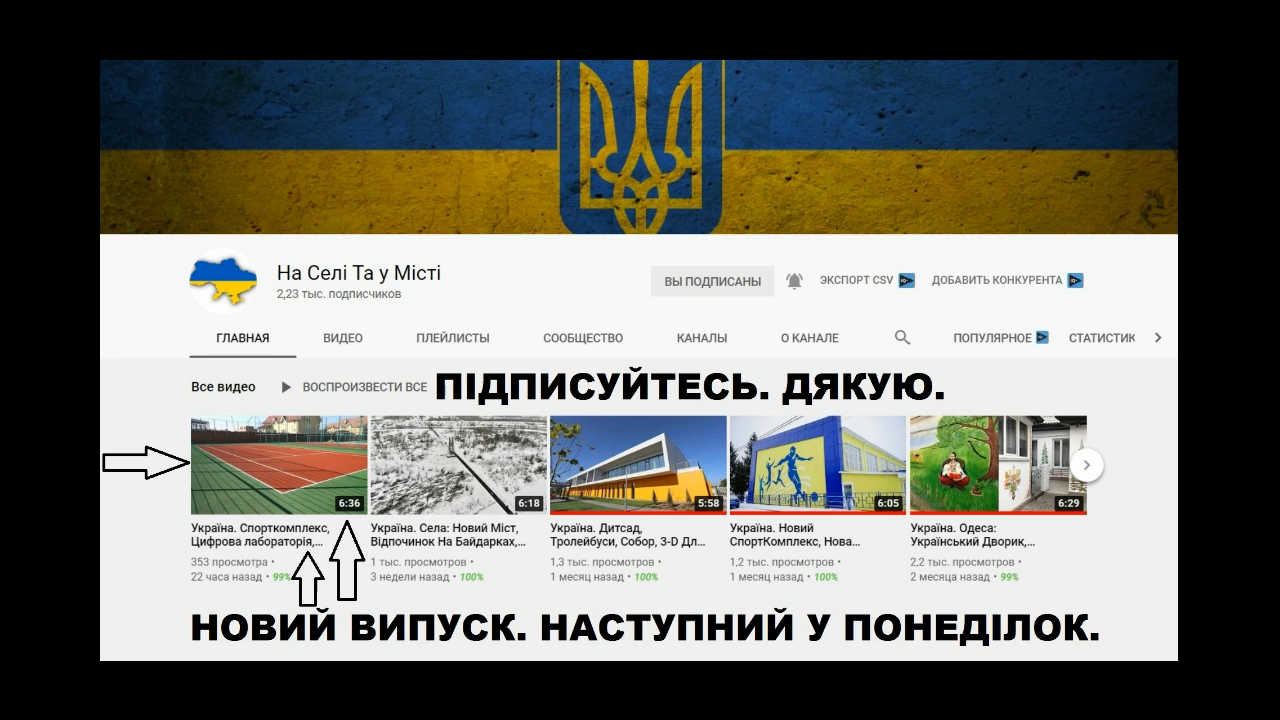 На Селі Та у Місті
2,23 тыс. подписчиков
ВЫ ПОДПИСАНЫ
ЭКСПОРТ CSV
ДОБАВИТЬ КОНКУРЕНТА
ГЛАВНАЯ ВИДЕО ПЛЕЙЛИСТЫ СООБЩЕСТВО КАНАЛЫ О КАНАЛЕ ПОПУЛЯРНОЕ СТАТИСТИК
Все видео ВОСПРОИЗВЕСТИ ВСЕ
ПІДПИСУЙТЕСЬ. ДЯКУЮ.
6:36
Україна. Спорткомплекс,
Цифрова лабораторія,...
353 просмотра •
22 часа назад • 99%
6:18
Україна. Села: Новий Міст,
Відпочинок На Байдарках,...
1 тыс. просмотров •
3 недели назад • 100%
5:58
Україна. Дитсад,
Тролейбуси, Собор, 3-D Дл...
1,3 тыс. просмотров •
1 месяц назад • 100%
6:05
Україна. Новий
СпортКомплекс, Нова...
1,2 тыс. просмотров •
1 месяц назад • 100%
6:29
Україна. Одеса:
Український Дворик,...
2,2 тыс. просмотров •
2 месяца назад • 99%
НОВИЙ ВИПУСК. НАСТУПНИЙ У ПОНЕДІЛОК.